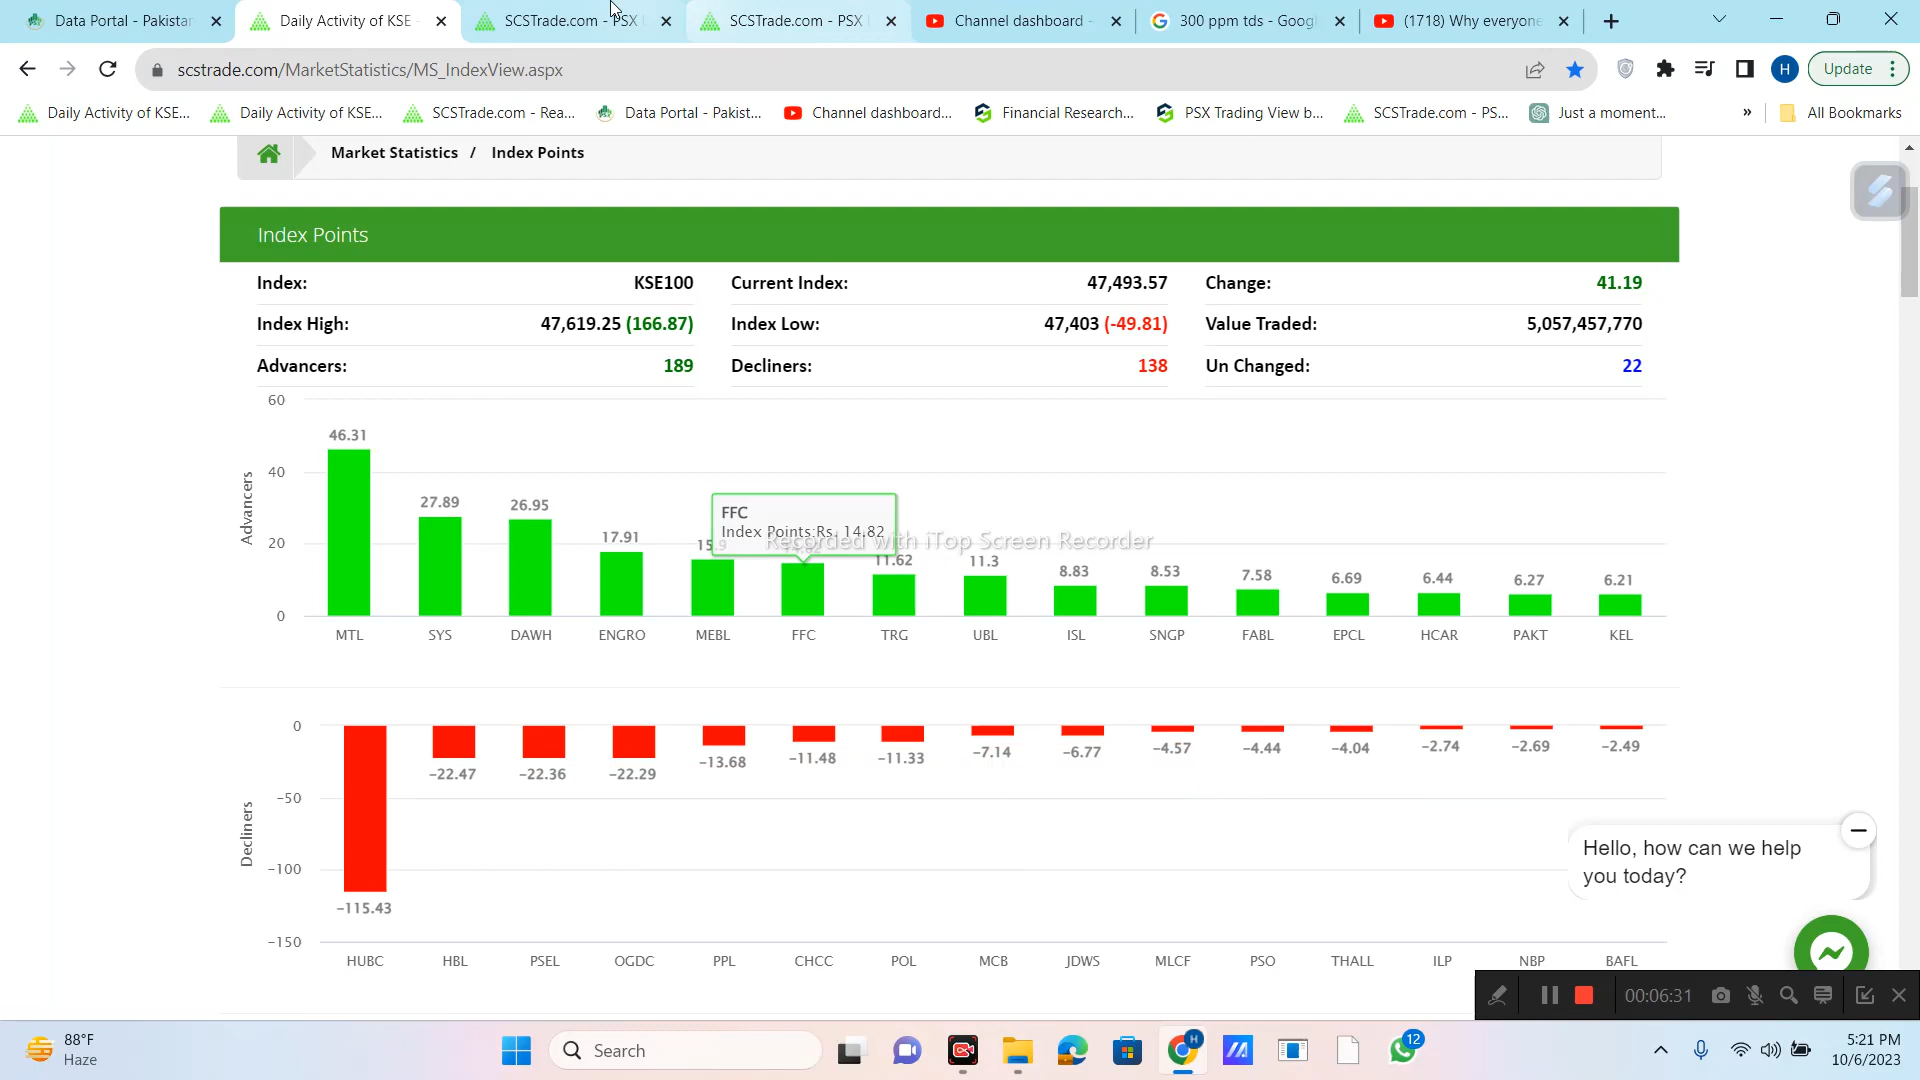 Data Portal - Pakistan
Daily Activity of KSE -
SCSTrade.com - PSX
SCSTrade.com - PSX
Channel dashboard -
300 ppm tds - Goog
(1718) Why everyone
scstrade.com/MarketStatistics/MS_IndexView.aspx
H
Update
Daily Activity of KSE...
Daily Activity of KSE...
SCSTrade.com - Rea...
Data Portal - Pakist...
Channel dashboard...
Financial Research...
PSX Trading View b...
SCSTrade.com - PS...
Just a moment...
»
All Bookmarks
Market Statistics / Index Points
Index Points
Index: KSE100 Current Index: 47,493.57 Change: 41.19
Index High: 47,619.25 (166.87) Index Low: 47,403 (-49.81) Value Traded: 5,057,457,770
Advancers: 189 Decliners: 138 Un Changed: 22
60
40
20
0
Advancers
46.31
27.89
26.95
17.91
15.9
FFC
Index Points:Rs. 14.82
Recorded with iTop Screen Recorder
11.62
11.3
8.83
8.53
7.58
6.69
6.44
6.27
6.21
MTL SYS DAWH ENGRO MEBL FFC TRG UBL ISL SNGP FABL EPCL HCAR PAKT KEL
0
-50
-100
-150
Decliners
-115.43
-22.47
-22.36
-22.29
-13.68
-11.48
-11.33
-7.14
-6.77
-4.57
-4.44
-4.04
-2.74
-2.69
-2.49
HUBC HBL PSEL OGDC PPL CHCC POL MCB JDWS MLCF PSO THALL ILP NBP BAFL
Hello, how can we help
you today?
00:06:31
88°F
Haze
Search
H
12
5:21 PM
10/6/2023